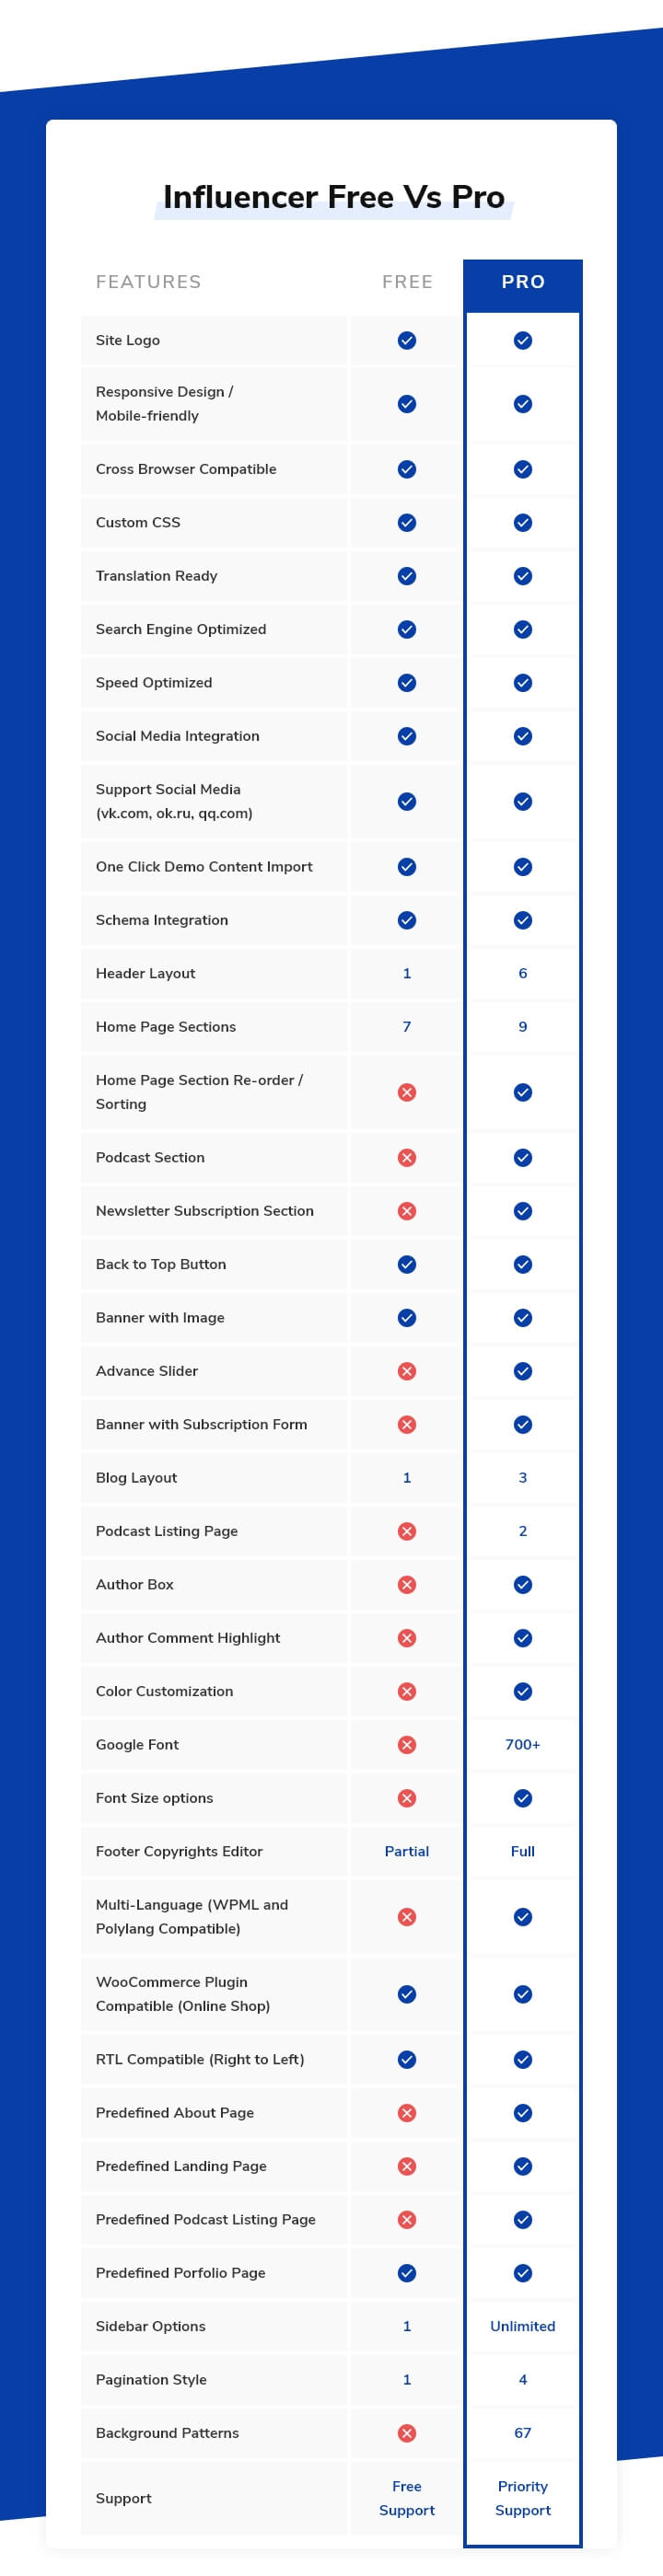 Influencer Free Vs Pro
FEATURES FREE PRO
Site Logo
Responsive Design /
Mobile-friendly
Cross Browser Compatible
Custom CSS
Translation Ready
Search Engine Optimized
Speed Optimized
Social Media Integration
Support Social Media
(vk.com, ok.ru, qq.com)
One Click Demo Content Import
Schema Integration
Header Layout 1 6
Home Page Sections 7 9
Home Page Section Re-order /
Sorting
Podcast Section
Newsletter Subscription Section
Back to Top Button
Banner with Image
Advance Slider
Banner with Subscription Form
Blog Layout 1 3
Podcast Listing Page 2
Author Box
Author Comment Highlight
Color Customization
Google Font 700+
Font Size options
Footer Copyrights Editor Partial Full
Multi-Language (WPML and
Polylang Compatible)
WooCommerce Plugin
Compatible (Online Shop)
RTL Compatible (Right to Left)
Predefined About Page
Predefined Landing Page
Predefined Podcast Listing Page
Predefined Porfolio Page
Sidebar Options 1 Unlimited
Pagination Style 1 4
Background Patterns 67
Support Free Support Priority Support